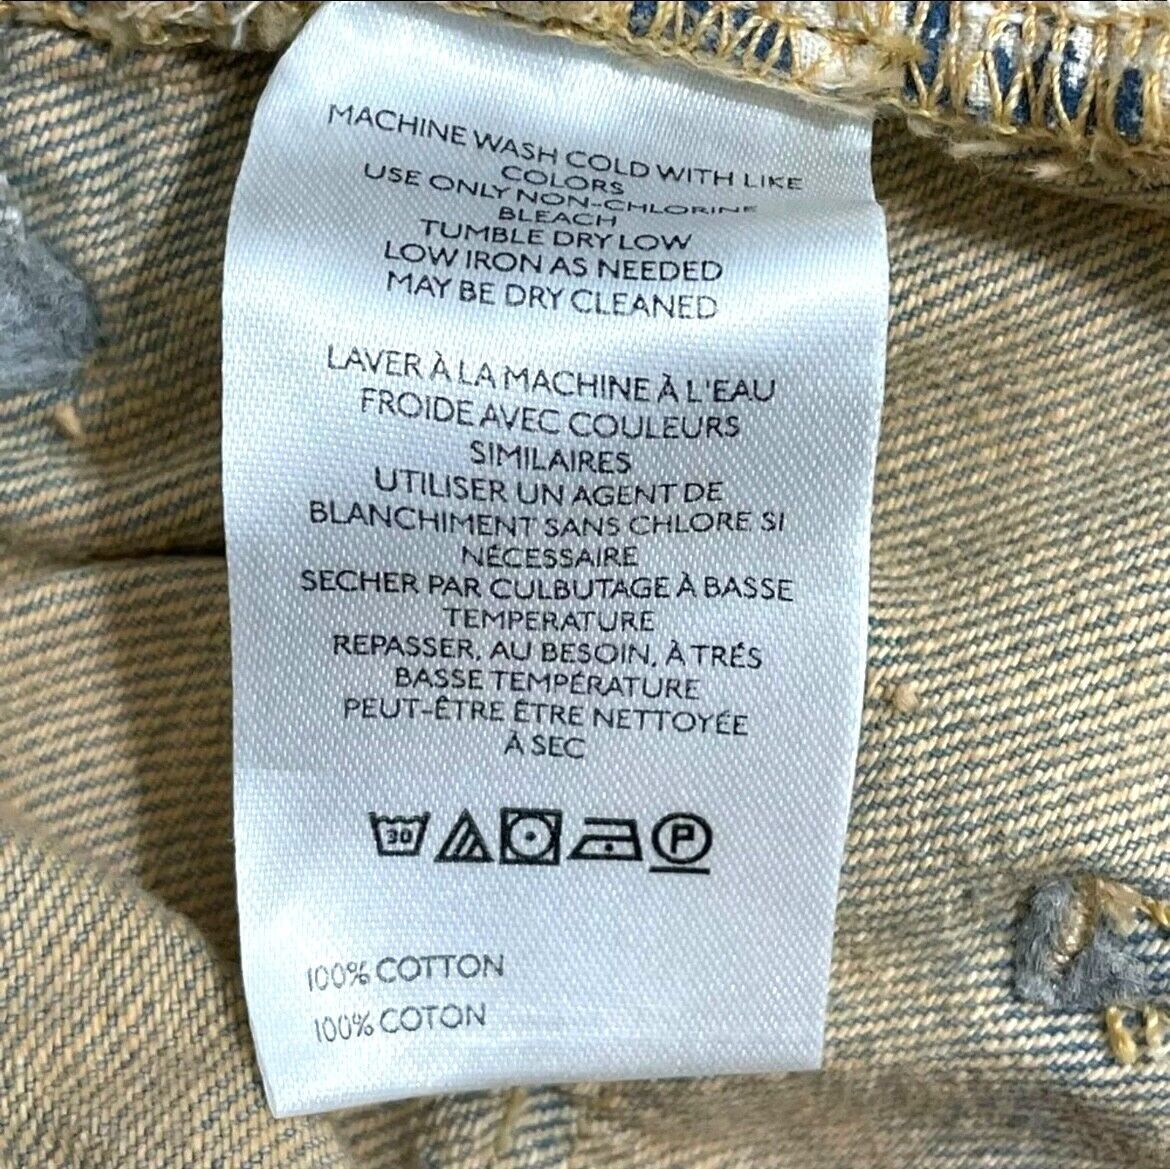 MACHINE WASH COLD WITH LIKE
COLORS
USE ONLY NON-CHLORINE
BLEACH
TUMBLE DRY LOW
LOW IRON AS NEEDED
MAY BE DRY CLEANED
LAVER À LA MACHINE À L'EAU
FROIDE AVEC COULEURS
SIMILAIRES
UTILISER UN AGENT DE
BLANCHIMENT SANS CHLORE SI
NÉCESSAIRE
SECHER PAR CULBUTAGE À BASSE
TEMPERATURE
REPASSER, AU BESOIN, À TRÉS
BASSE TEMPÉRATURE
PEUT-ÊTRE ÊTRE NETTOYÉE
À SEC
30 P
100% COTTON
100% COTON